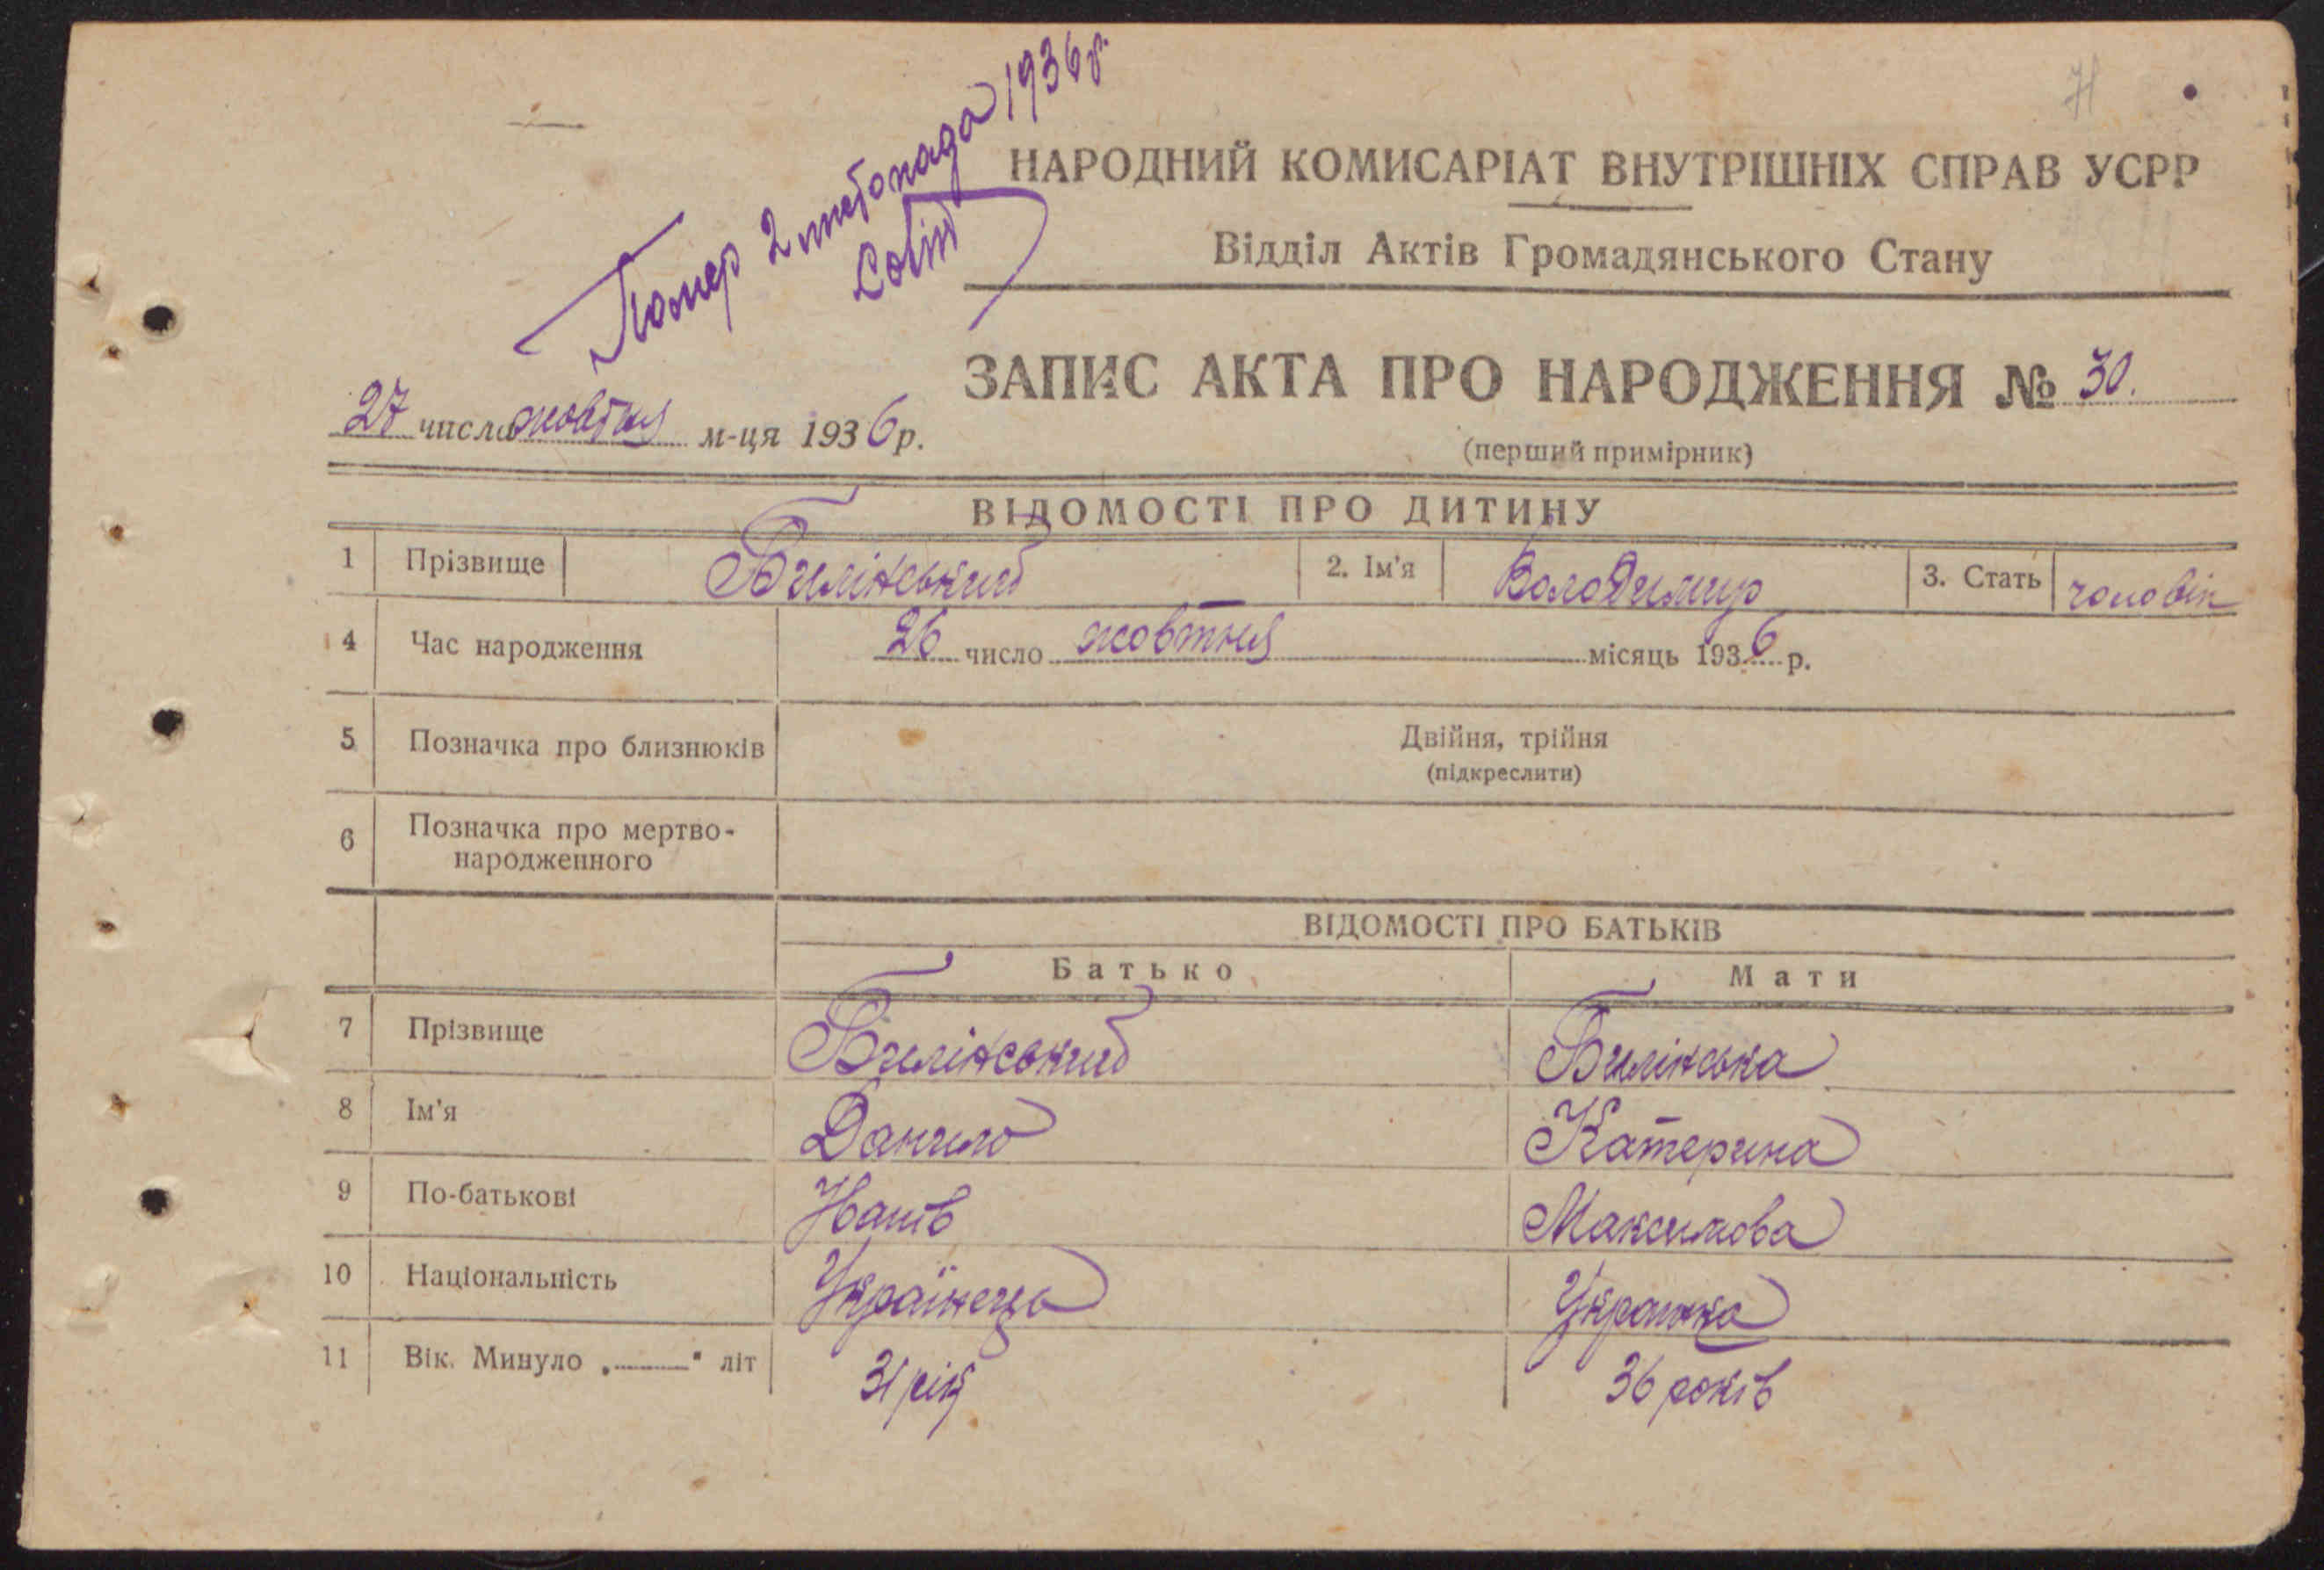 Помер 2 листопада 1936 р.
71
НАРОДНИЙ КОМИСАРІАТ ВНУТРІШНІХ СПРАВ УСРР
Відділ Актів Громадянського Стану
ЗАПИС АКТА ПРО НАРОДЖЕННЯ № 30.
27 числа жовтня м-ця 1936 р.
(перший примірник)
ВІДОМОСТІ ПРО ДИТИНУ
1 Прізвище Билінський 2. Ім'я Володимир 3. Стать чоловік
4 Час народження 26 число жовтня місяць 1936 р.
5 Позначка про близнюків Двійня, трійня
(підкреслити)
6 Позначка про мертво-
народженного
ВІДОМОСТІ ПРО БАТЬКІВ
Батько Мати
7 Прізвище Билінський Билінська
8 Ім'я Данило Катерина
9 По-батькові Іванів Максимова
10 Національність Українець Українка
11 Вік. Минуло „ " літ 31 рік 36 років